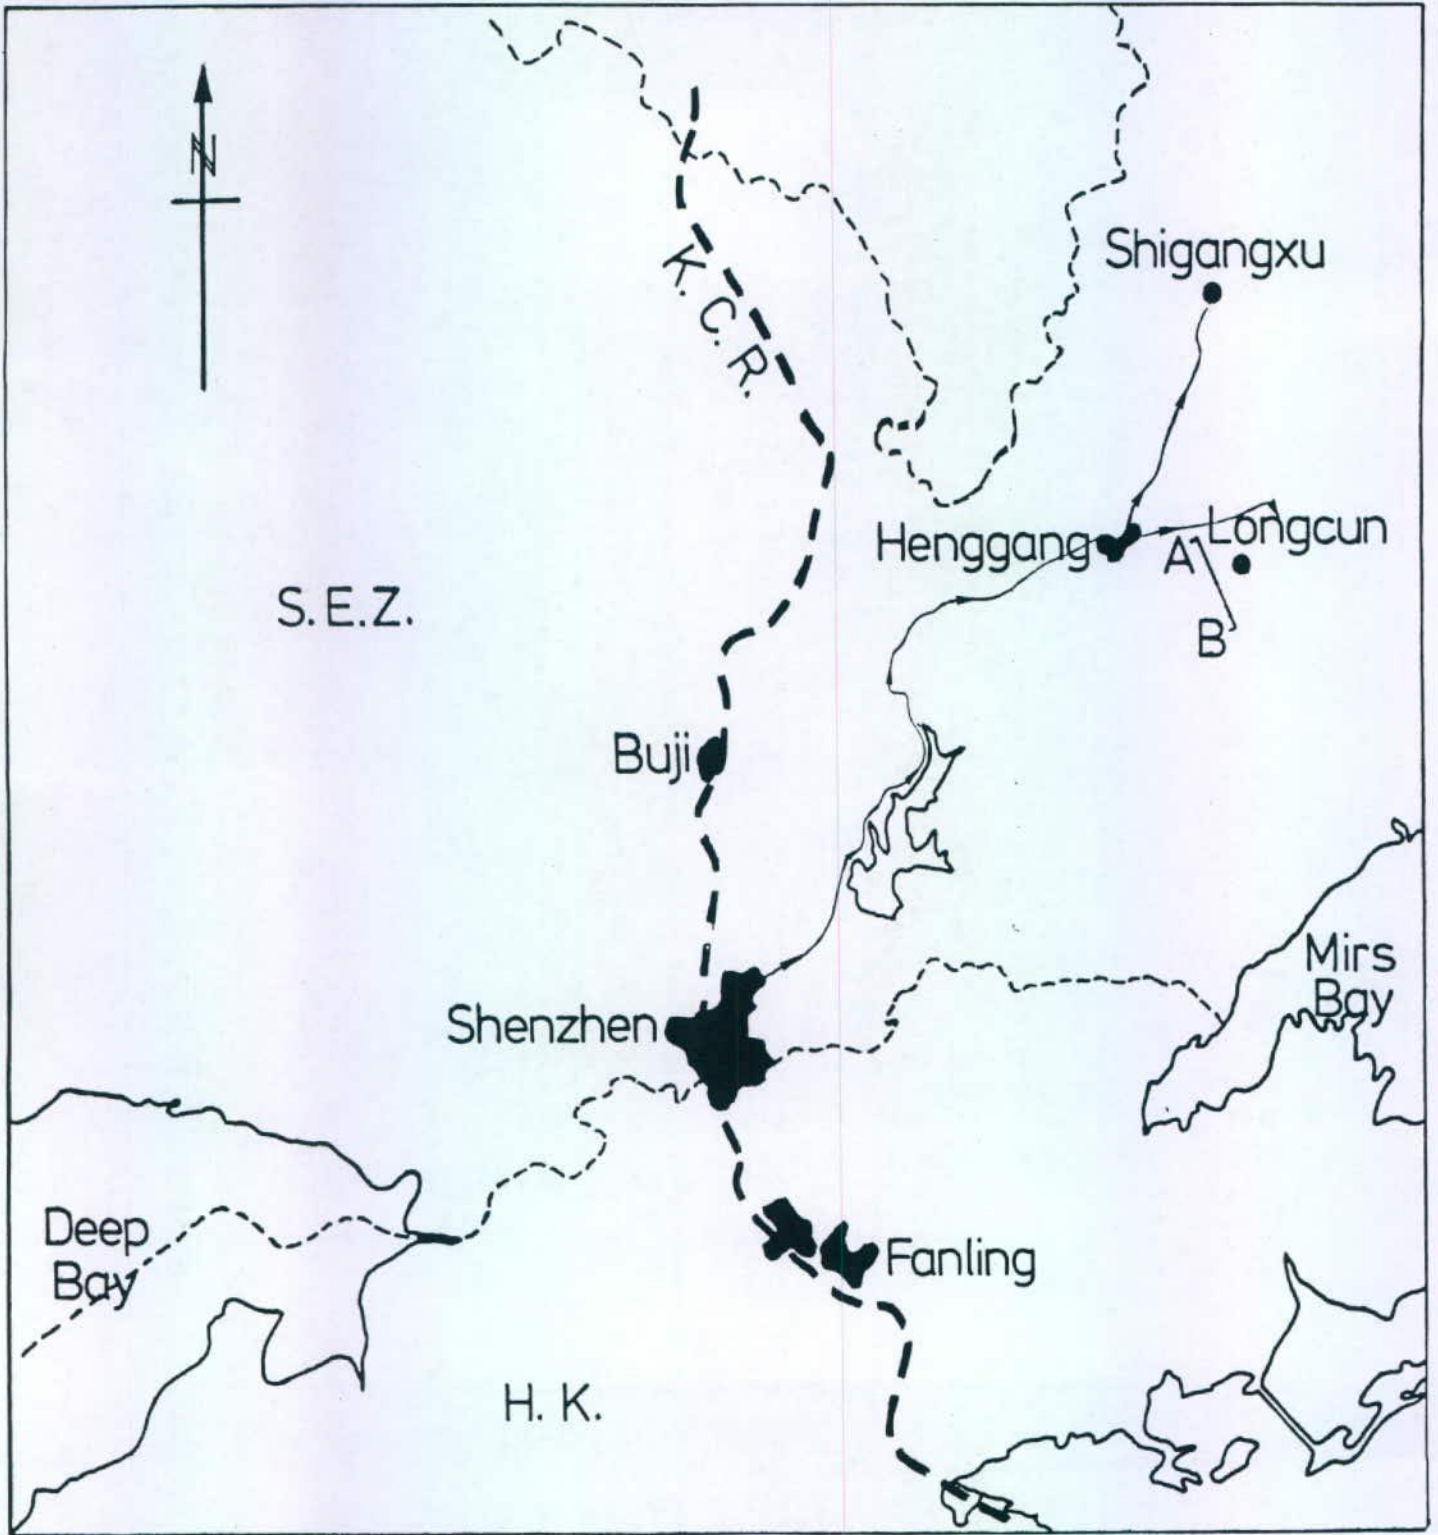 N
K. C. R.
Shigangxu
Henggang
Longcun
A
B
S. E. Z.
Buji
Mirs
Bay
Shenzhen
Deep
Bay
Fanling
H. K.